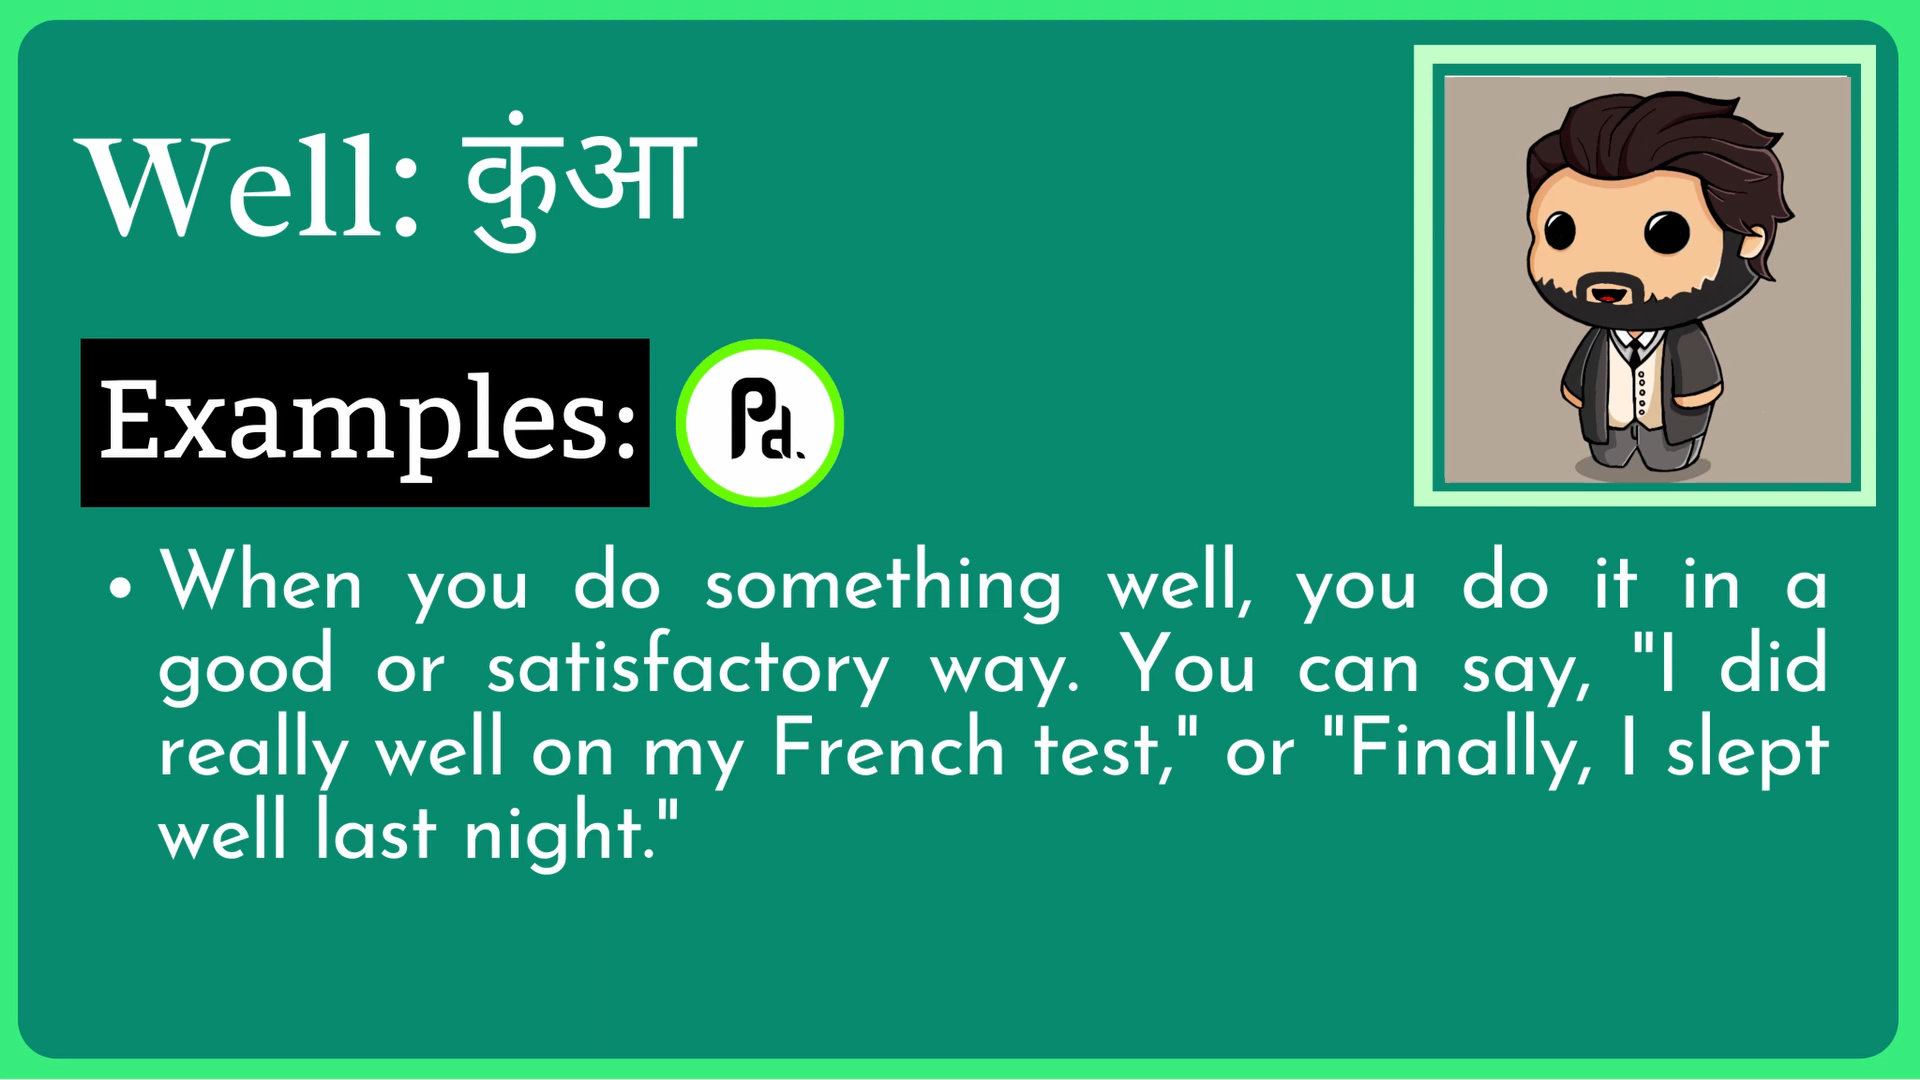 Well: कुंआ
Examples:
Pd.
• When you do something well, you do it in a
good or satisfactory way. You can say, "I did
really well on my French test," or "Finally, I slept
well last night."